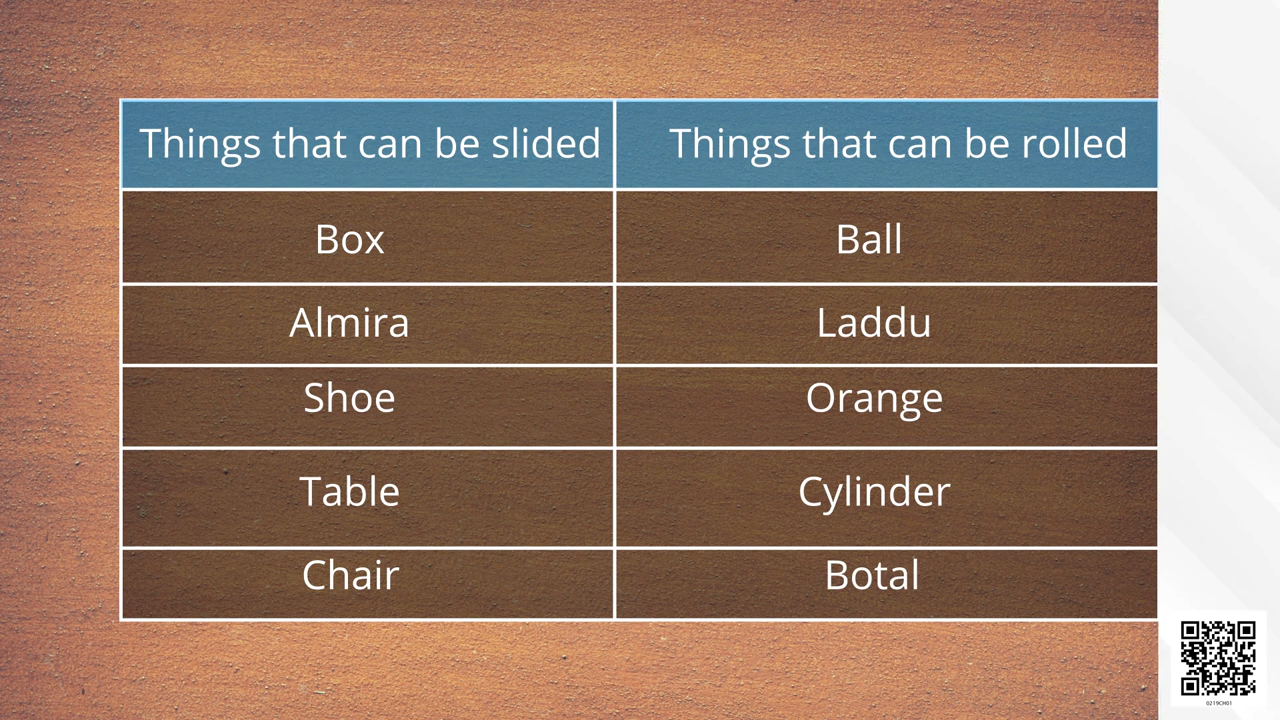 Things that can be slided Things that can be rolled
Box Ball
Almira Laddu
Shoe Orange
Table Cylinder
Chair Botal
0219CH01